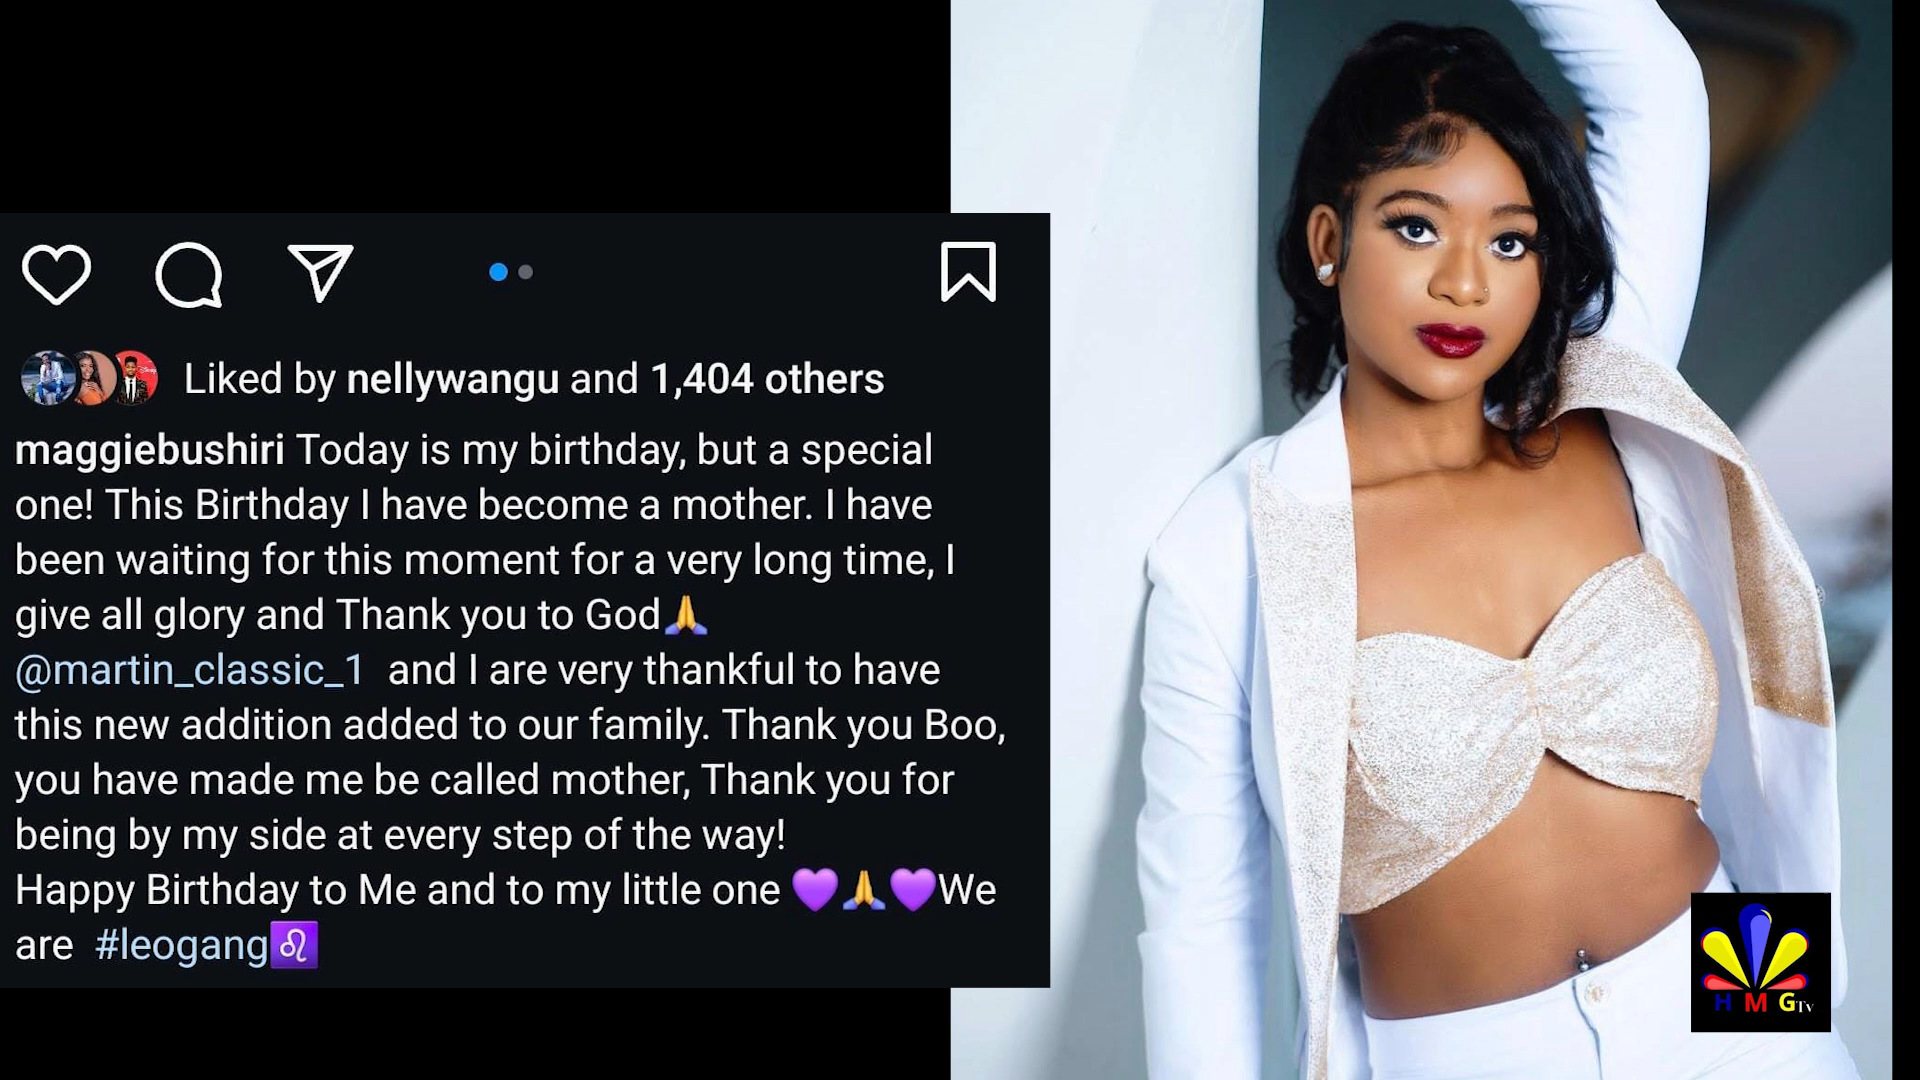 Liked by nellywangu and 1,404 others
maggiebushiri Today is my birthday, but a special
one! This Birthday I have become a mother. I have
been waiting for this moment for a very long time, I
give all glory and Thank you to God🙏
@martin_classic_1 and I are very thankful to have
this new addition added to our family. Thank you Boo,
you have made me be called mother, Thank you for
being by my side at every step of the way!
Happy Birthday to Me and to my little one 💜🙏💜We
are #leogang♌
H M GTv